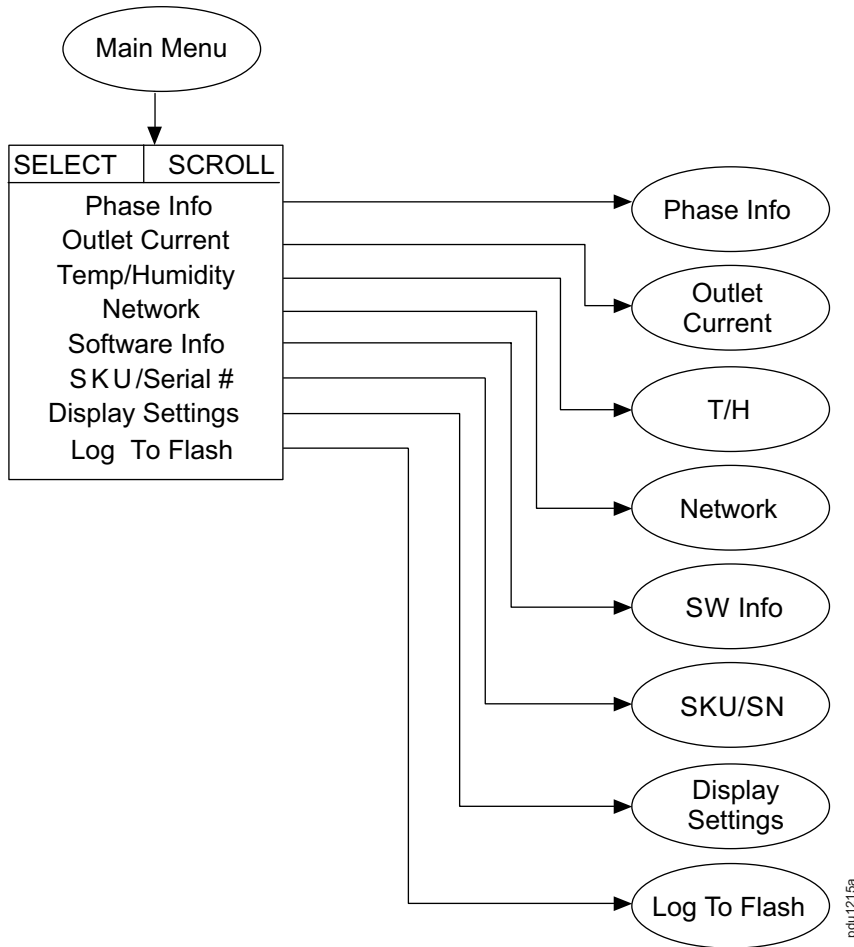 Main Menu
SELECT SCROLL
Phase Info
Outlet Current
Temp/Humidity
Network
Software Info
SKU/Serial #
Display Settings
Log To Flash
Phase Info
Outlet
Current
T/H
Network
SW Info
SKU/SN
Display
Settings
Log To Flash
pdu1215a